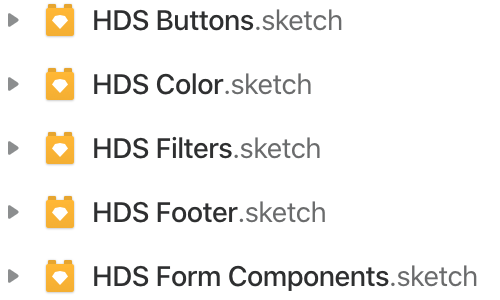 HDS Buttons.sketch
HDS Color.sketch
HDS Filters.sketch
HDS Footer.sketch
HDS Form Components.sketch